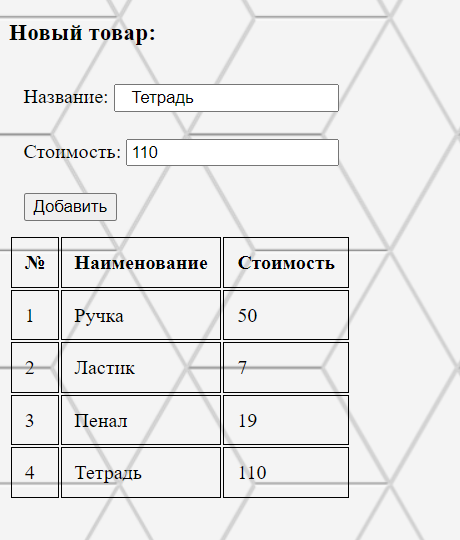 Новый товар:
Название: Тетрадь
Стоимость: 110
Добавить
№ Наименование Стоимость
1 Ручка 50
2 Ластик 7
3 Пенал 19
4 Тетрадь 110